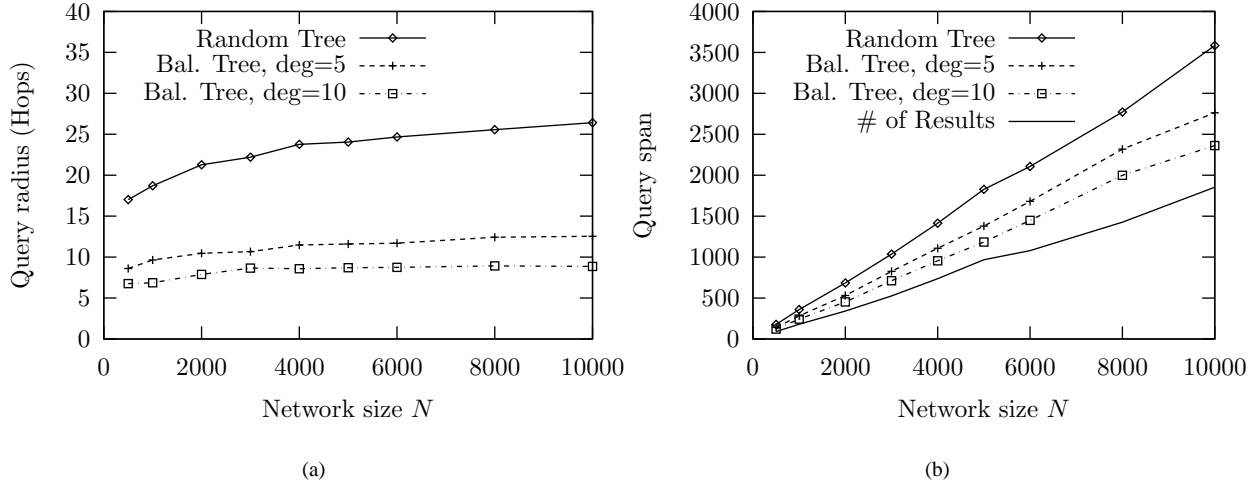 Query radius (Hops)
40
35
30
25
20
15
10
5
0
Random Tree
Bal. Tree, deg=5
Bal. Tree, deg=10
0 2000 4000 6000 8000 10000
Network size N
(a)
Query span
4000
3500
3000
2500
2000
1500
1000
500
0
Random Tree
Bal. Tree, deg=5
Bal. Tree, deg=10
# of Results
0 2000 4000 6000 8000 10000
Network size N
(b)